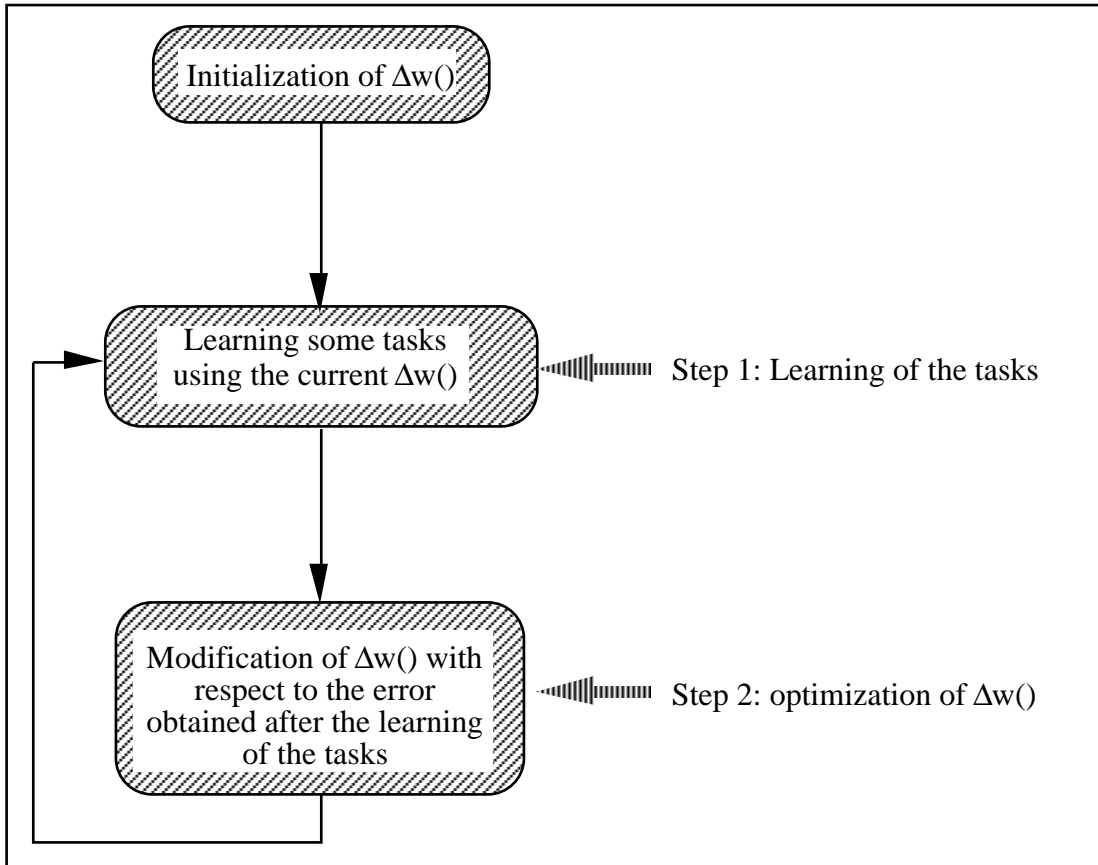 Initialization of Δw()
Learning some tasks
using the current Δw()
Step 1: Learning of the tasks
Modification of Δw() with
respect to the error
obtained after the learning
of the tasks
Step 2: optimization of Δw()